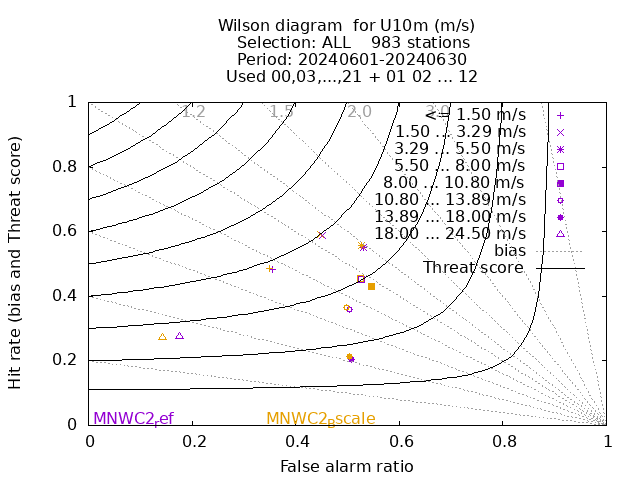 Wilson diagram  for U10m (m/s)
Selection: ALL    983 stations
Period: 20240601-20240630
Used 00,03,...,21 + 01 02 ... 12
Hit rate (bias and Threat score)
1
0.8
0.6
0.4
0.2
0
1.2 1.5 2.0 3.0
<= 1.50 m/s
1.50 ... 3.29 m/s
3.29 ... 5.50 m/s
5.50 ... 8.00 m/s
8.00 ... 10.80 m/s
10.80 ... 13.89 m/s
13.89 ... 18.00 m/s
18.00 ... 24.50 m/s
bias
Threat score
MNWC2ref MNWC2Bscale
0 0.2 0.4 0.6 0.8 1
False alarm ratio